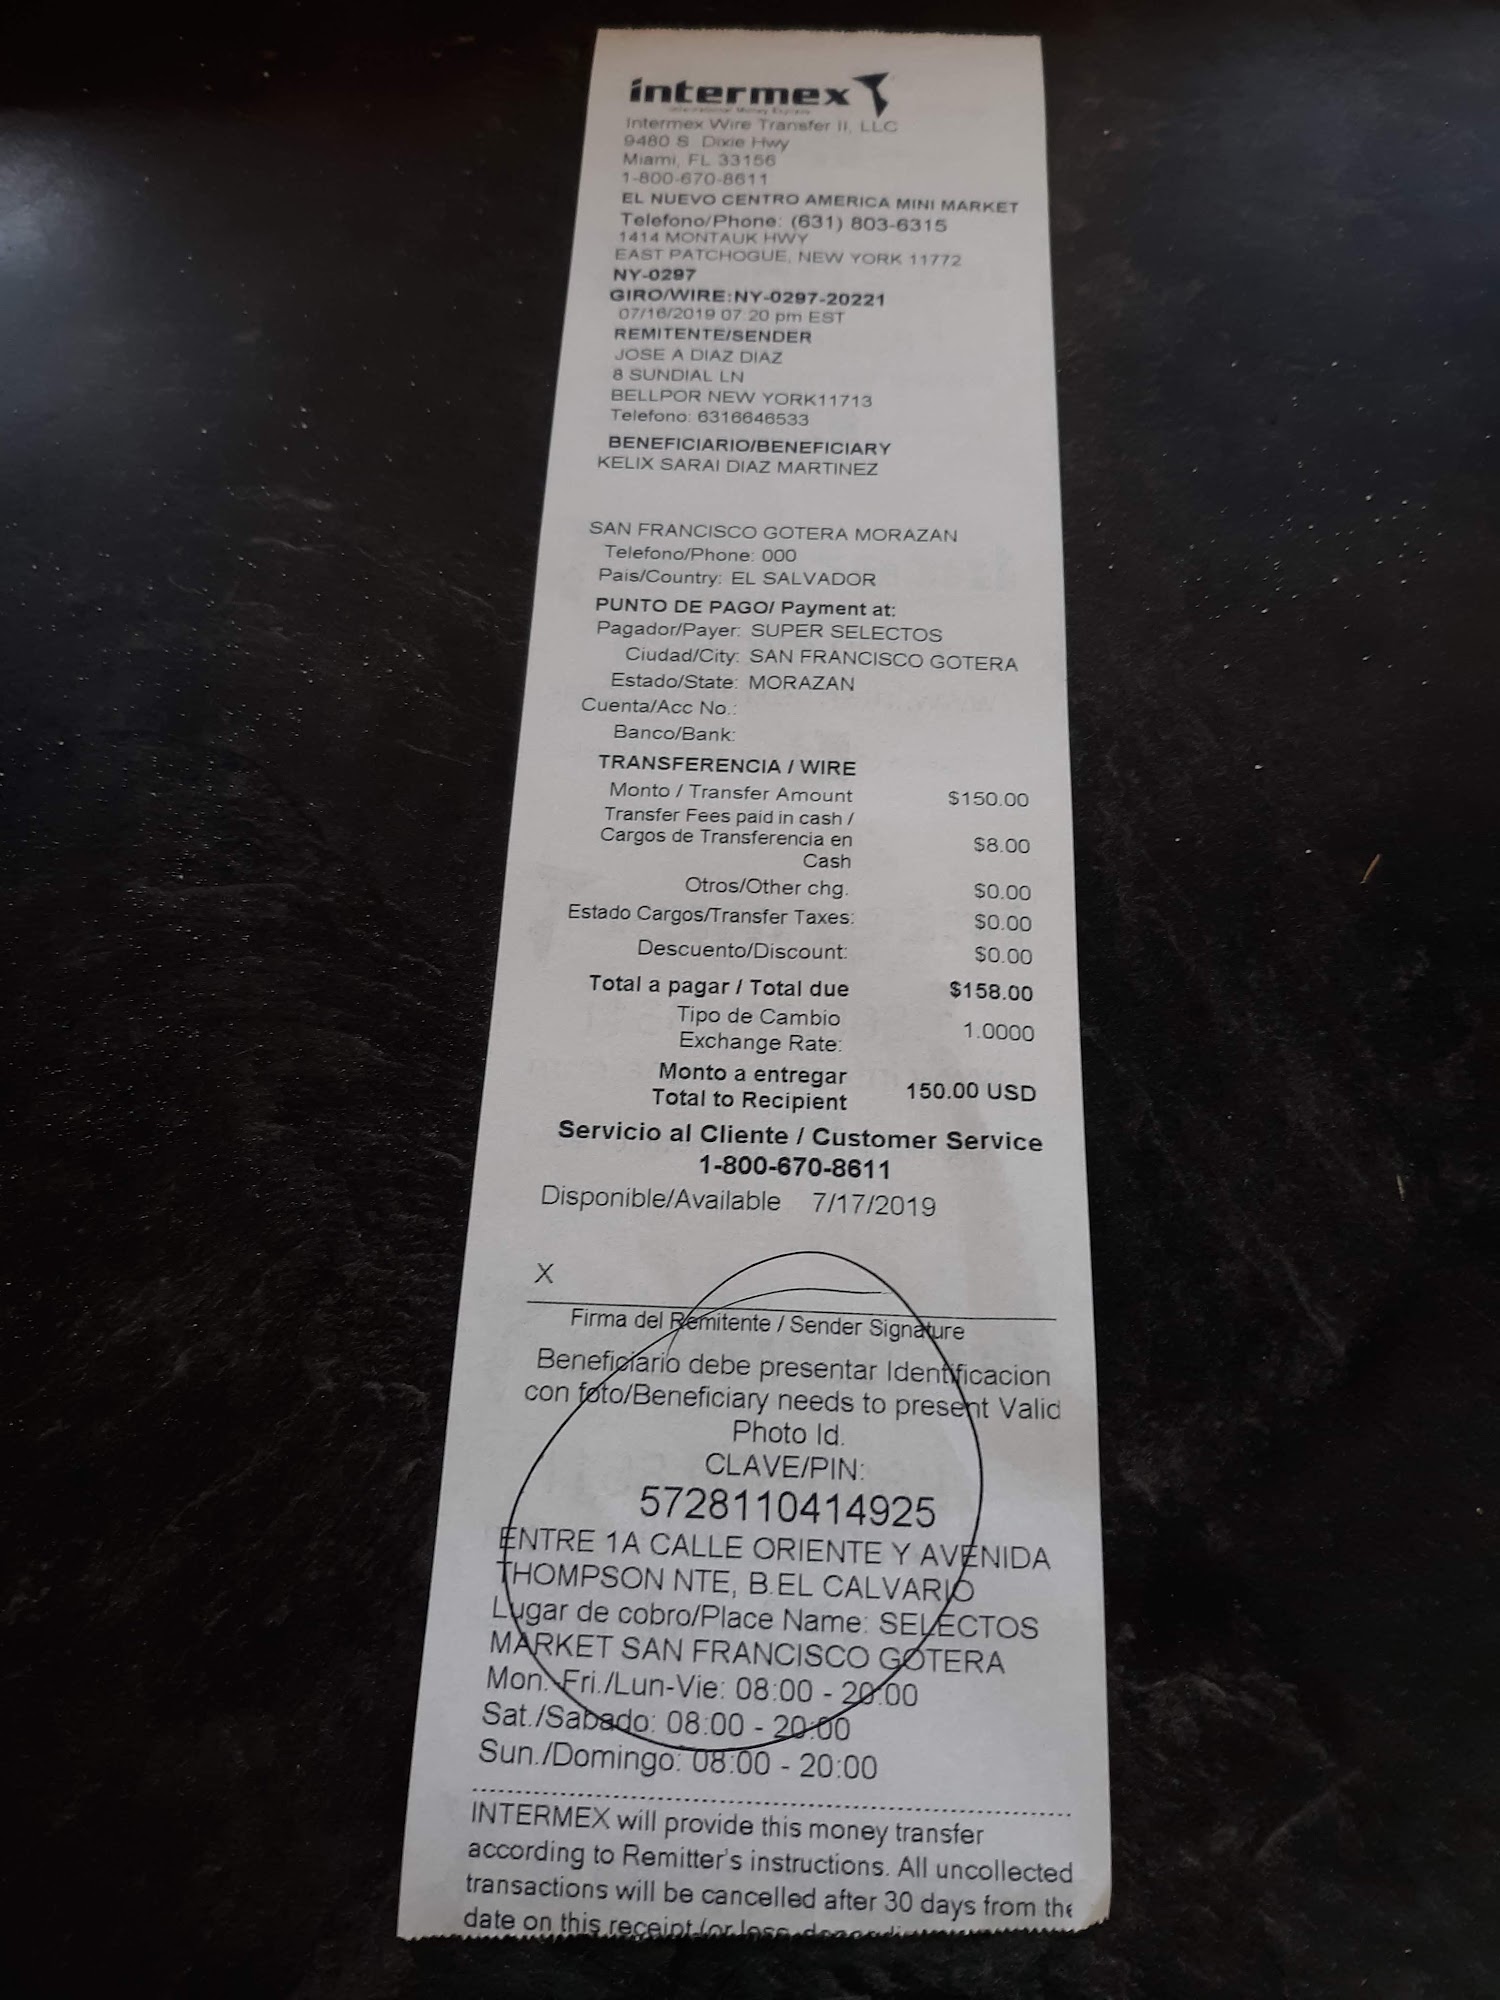 intermex
Intermex Wire Transfer II, LLC
9480 S Dixie Hwy
Miami, FL 33156
1-800-670-8611
EL NUEVO CENTRO AMERICA MINI MARKET
Telefono/Phone: (631) 803-6315
1414 MONTAUK HWY
EAST PATCHOGUE, NEW YORK 11772
NY-0297
GIRO/WIRE:NY-0297-20221
07/16/2019 07:20 pm EST
REMITENTE/SENDER
JOSE A DIAZ DIAZ
8 SUNDIAL LN
BELLPOR NEW YORK11713
Telefono: 6316646533
BENEFICIARIO/BENEFICIARY
KELIX SARAI DIAZ MARTINEZ
SAN FRANCISCO GOTERA MORAZAN
Telefono/Phone: 000
Pais/Country: EL SALVADOR
PUNTO DE PAGO/ Payment at:
Pagador/Payer: SUPER SELECTOS
Ciudad/City: SAN FRANCISCO GOTERA
Estado/State: MORAZAN
Cuenta/Acc No.:
Banco/Bank:
TRANSFERENCIA / WIRE
Monto / Transfer Amount $150.00
Transfer Fees paid in cash /
Cargos de Transferencia en $8.00
Cash
Otros/Other chg. $0.00
Estado Cargos/Transfer Taxes: $0.00
Descuento/Discount: $0.00
Total a pagar / Total due $158.00
Tipo de Cambio
Exchange Rate: 1.0000
Monto a entregar
Total to Recipient 150.00 USD
Servicio al Cliente / Customer Service
1-800-670-8611
Disponible/Available 7/17/2019
X
Firma del Remitente / Sender Signature
Beneficiario debe presentar Identificacion
con foto/Beneficiary needs to present Valid
Photo Id.
CLAVE/PIN:
5728110414925
ENTRE 1A CALLE ORIENTE Y AVENIDA
THOMPSON NTE, B.EL CALVARIO
Lugar de cobro/Place Name: SELECTOS
MARKET SAN FRANCISCO GOTERA
Mon.-Fri./Lun-Vie: 08:00 - 20:00
Sat./Sabado: 08:00 - 20:00
Sun./Domingo: 08:00 - 20:00
INTERMEX will provide this money transfer
according to Remitter's instructions. All uncollected
transactions will be cancelled after 30 days from the
date on this receipt (or less